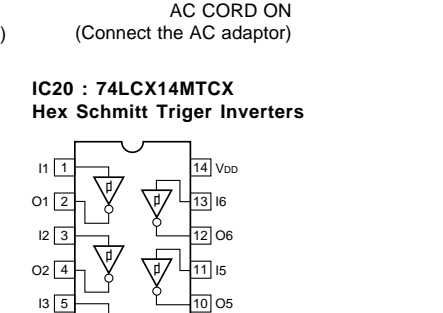 AC CORD ON
) (Connect the AC adaptor)
IC20 : 74LCX14MTCX
Hex Schmitt Triger Inverters
I1 1 14 VDD
O1 2 13 I6
I2 3 12 O6
O2 4 11 I5
I3 5 10 O5